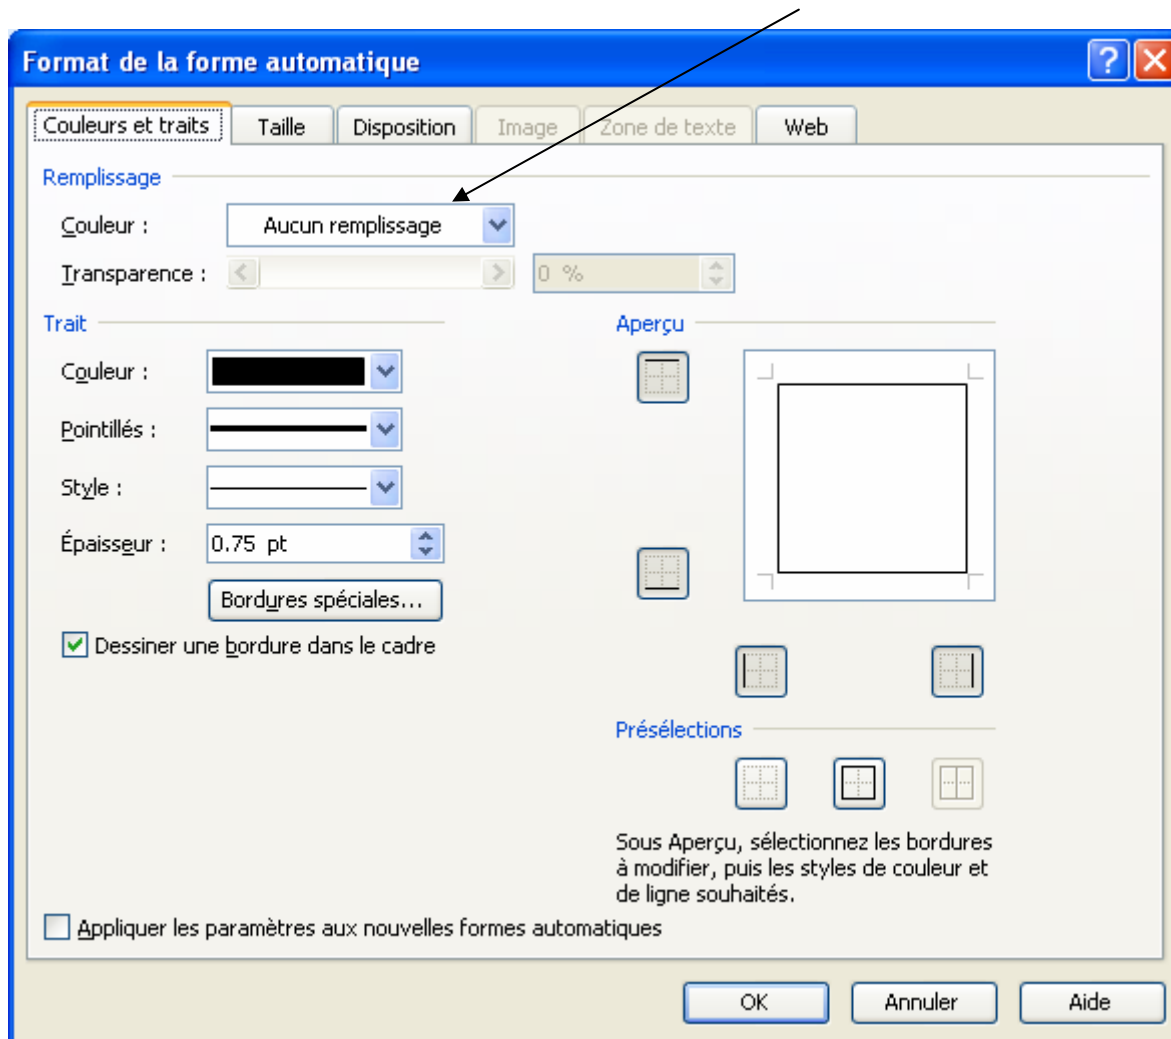 Format de la forme automatique
Couleurs et traits Taille Disposition Image Zone de texte Web
Remplissage
Couleur : Aucun remplissage
Transparence : 0 %
Trait Aperçu
Couleur :
Pointillés :
Style :
Épaisseur : 0.75 pt
Bordures spéciales...
Dessiner une bordure dans le cadre
Présélections
Sous Aperçu, sélectionnez les bordures
à modifier, puis les styles de couleur et
de ligne souhaités.
Appliquer les paramètres aux nouvelles formes automatiques
OK Annuler Aide